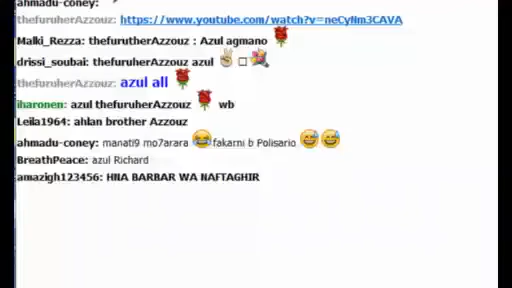 ahmadu-coney:
thefuruherAzzouz: https://www.youtube.com/watch?v=neCyNm3CAVA
Malki_Rezza: thefurutherAzzouz : Azul agmano 🌹
drissi_soubai: thefuruherAzzouz azul ✌
thefuruherAzzouz: azul all 🌹
iharonen: azul thefuruherAzzouz 🌹 wb
Leila1964: ahlan brother Azzouz
ahmadu-coney: manati9 mo7arara 😂fakarni b Polisario 😅😅
BreathPeace: azul Richard
amazigh123456: HNA BARBAR WA NAFTAGHIR